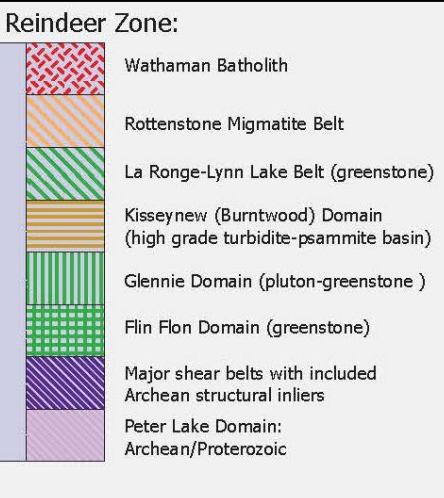 Reindeer Zone:
Wathaman Batholith
Rottenstone Migmatite Belt
La Ronge-Lynn Lake Belt (greenstone)
Kisseynew (Burntwood) Domain
(high grade turbidite-psammite basin)
Glennie Domain (pluton-greenstone )
Flin Flon Domain (greenstone)
Major shear belts with included
Archean structural inliers
Peter Lake Domain:
Archean/Proterozoic